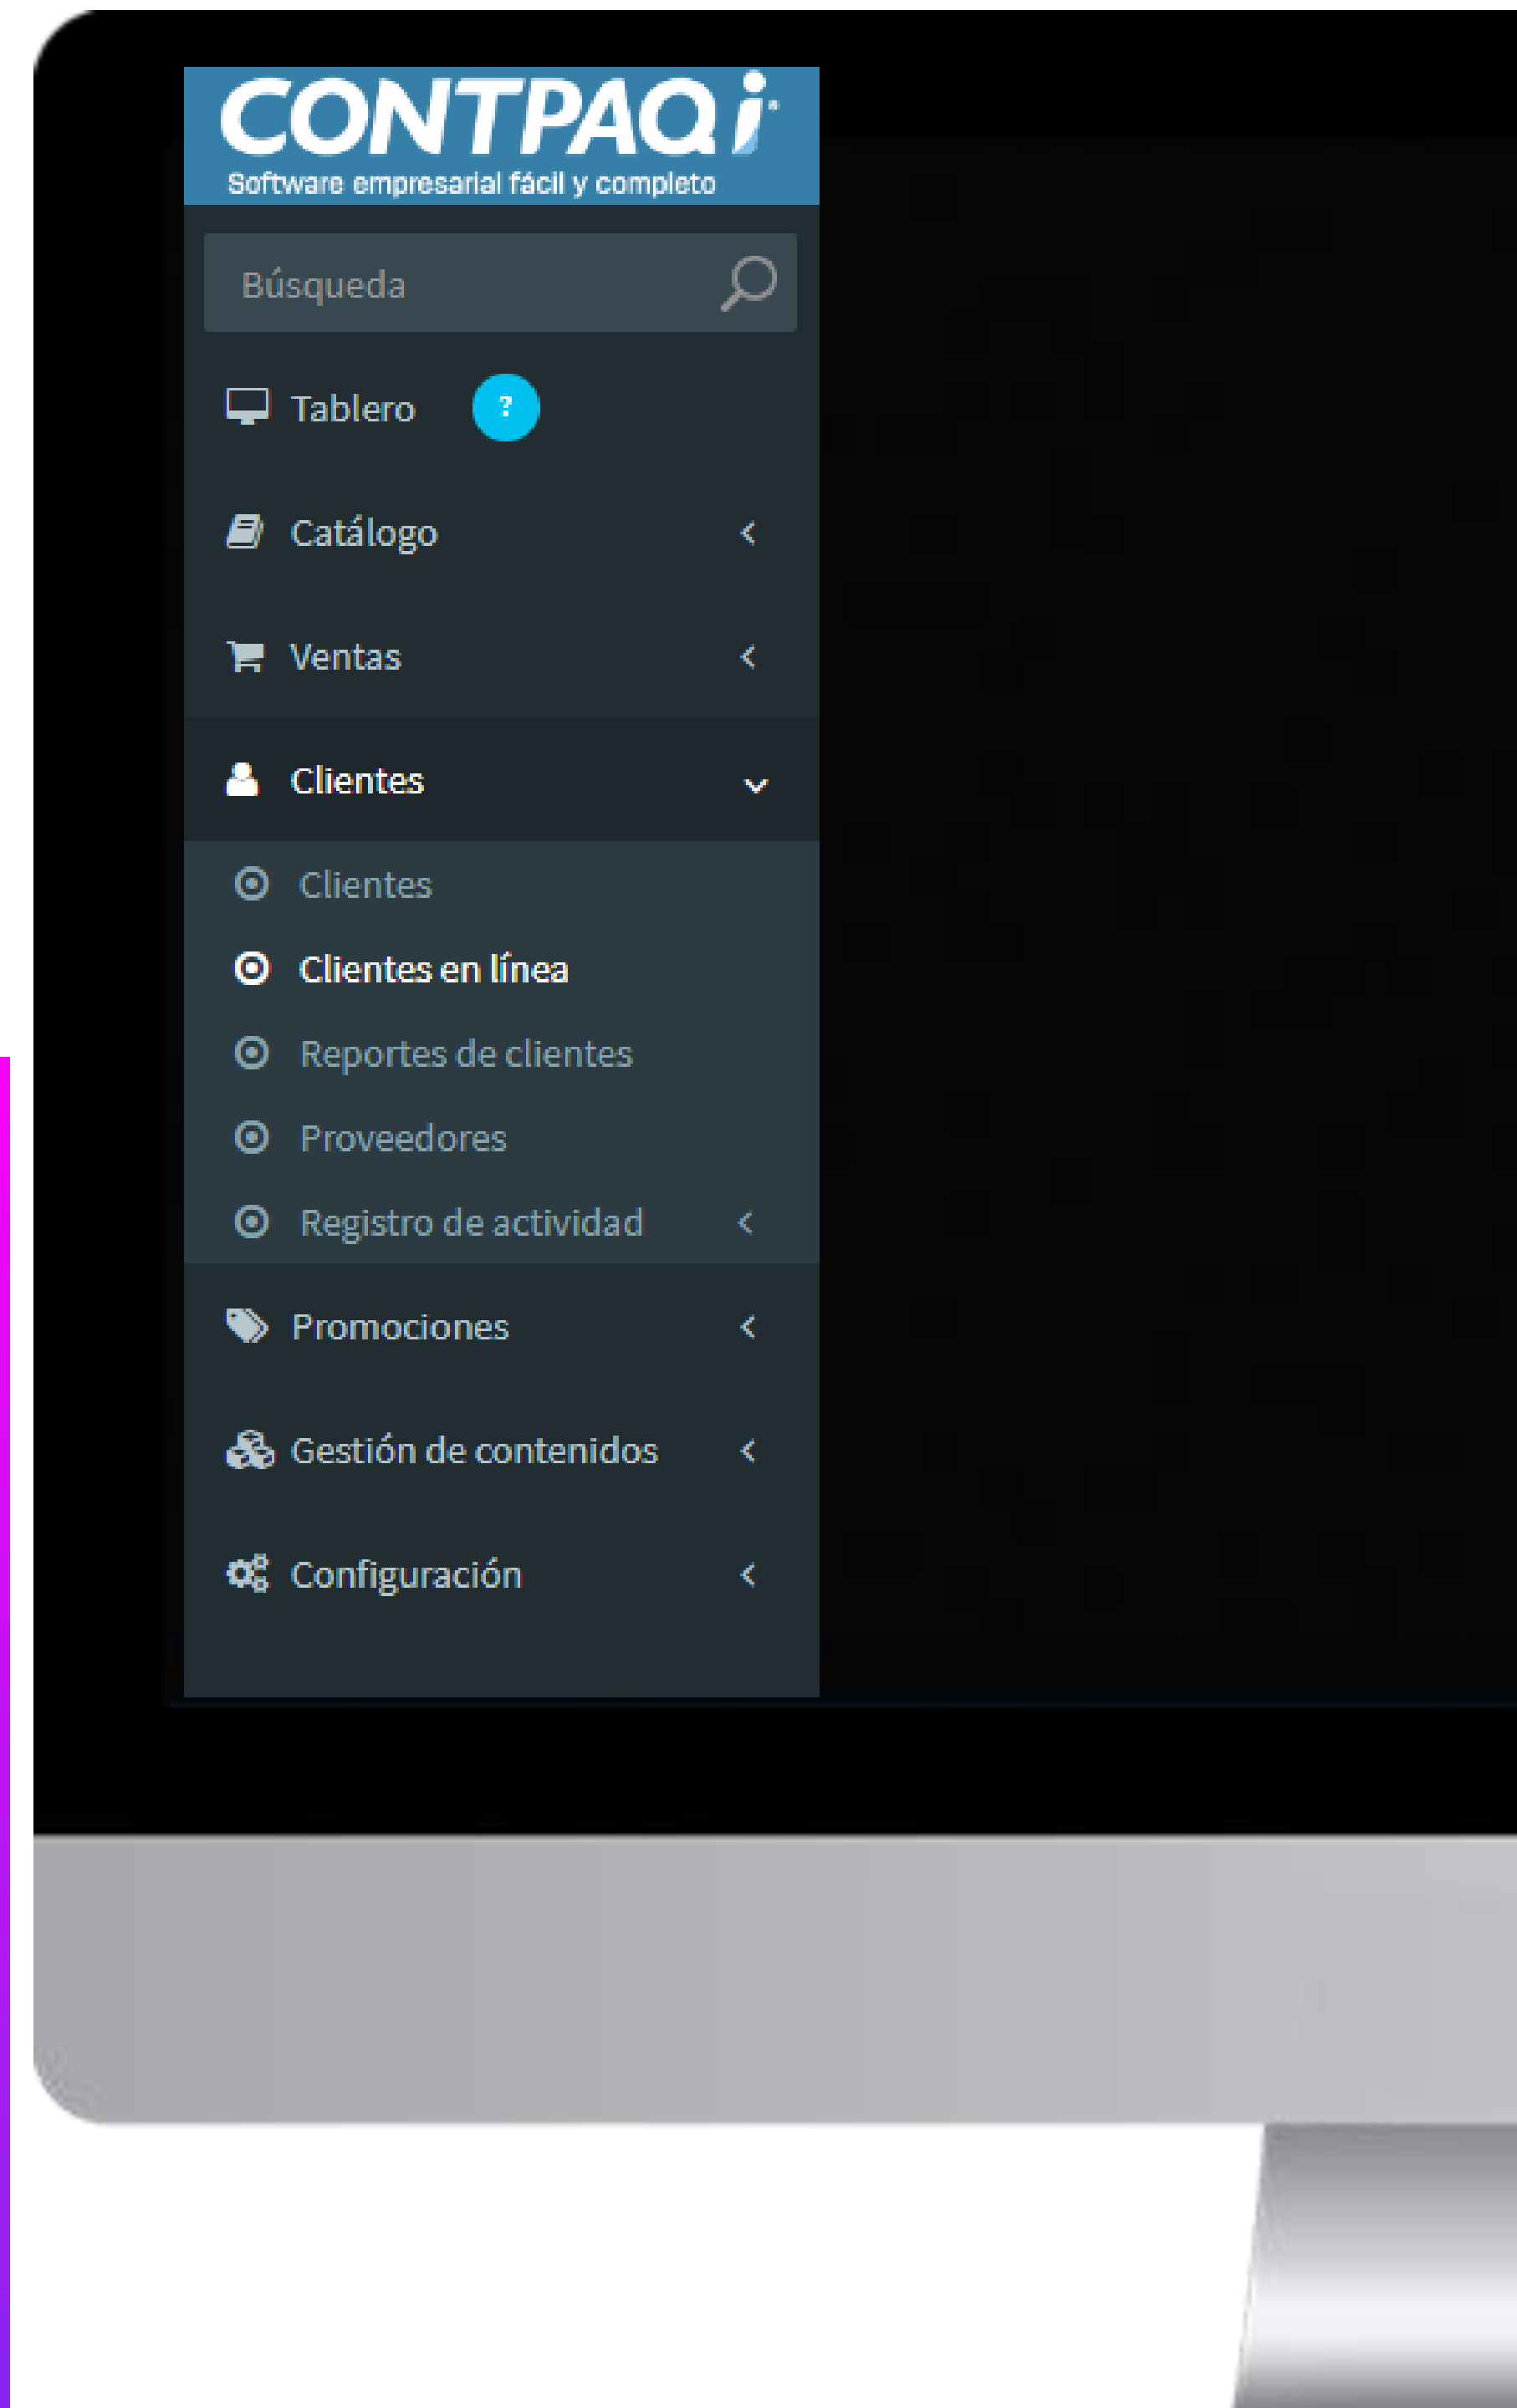 CONTPAQi
Software empresarial fácil y completo
Búsqueda
Tablero ?
Catálogo
Ventas
Clientes
Clientes
Clientes en línea
Reportes de clientes
Proveedores
Registro de actividad
Promociones
Gestión de contenidos
Configuración